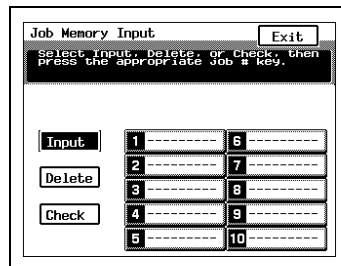 Job Memory Input
Exit
Select Input, Delete, or Check, then
press the appropriate job # key.
Input
1 ---------
6 ---------
Delete
2 ---------
7 ---------
3 ---------
8 ---------
Check
4 ---------
9 ---------
5 ---------
10 ---------